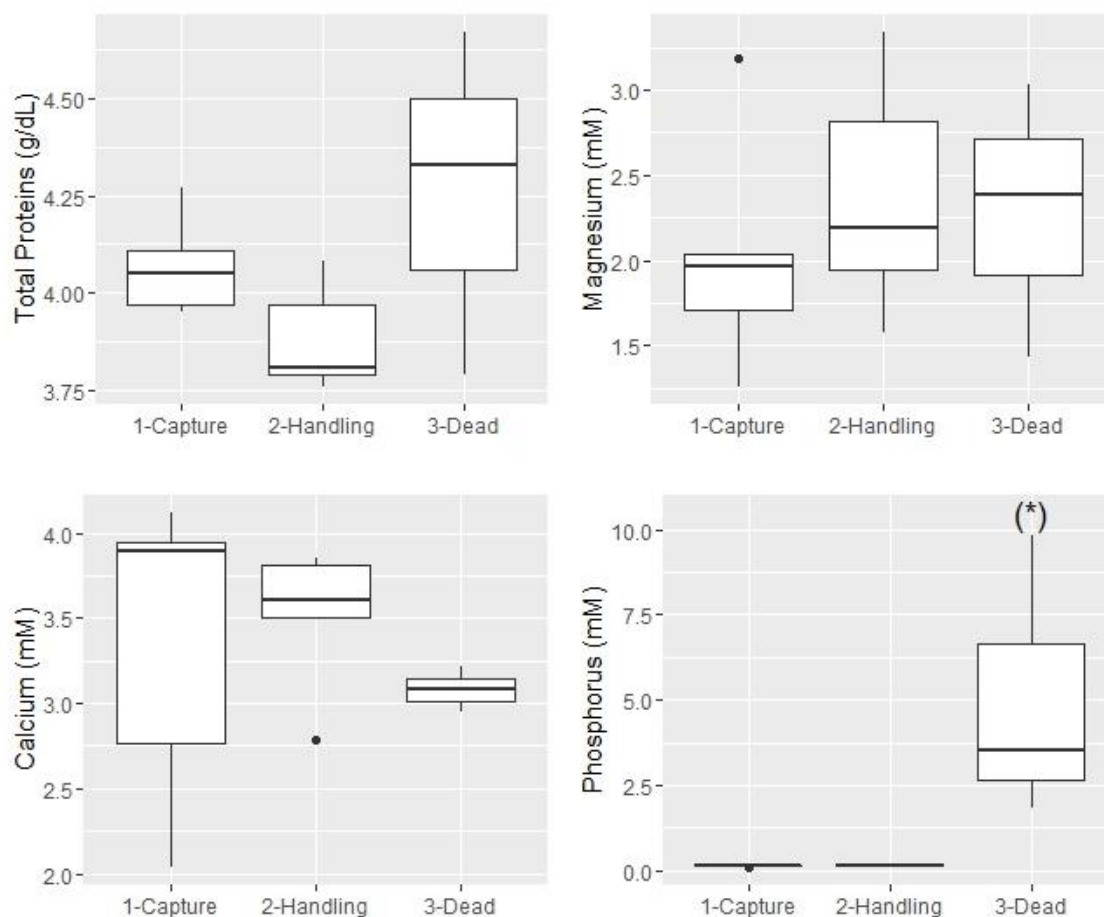 Total Proteins (g/dL)
4.50
4.25
4.00
3.75
1-Capture 2-Handling 3-Dead
Magnesium (mM)
3.0
2.5
2.0
1.5
1-Capture 2-Handling 3-Dead
Calcium (mM)
4.0
3.5
3.0
2.5
2.0
1-Capture 2-Handling 3-Dead
Phosphorus (mM)
10.0
7.5
5.0
2.5
0.0
(*)
1-Capture 2-Handling 3-Dead